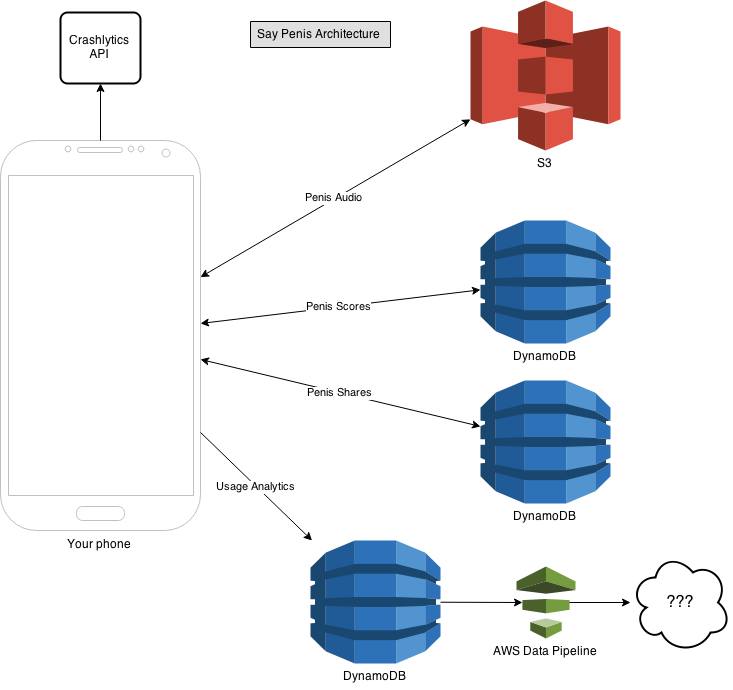 Crashlytics
API
Say Penis Architecture
S3
Penis Audio
Penis Scores
DynamoDB
Penis Shares
DynamoDB
Usage Analytics
Your phone
???
AWS Data Pipeline
DynamoDB